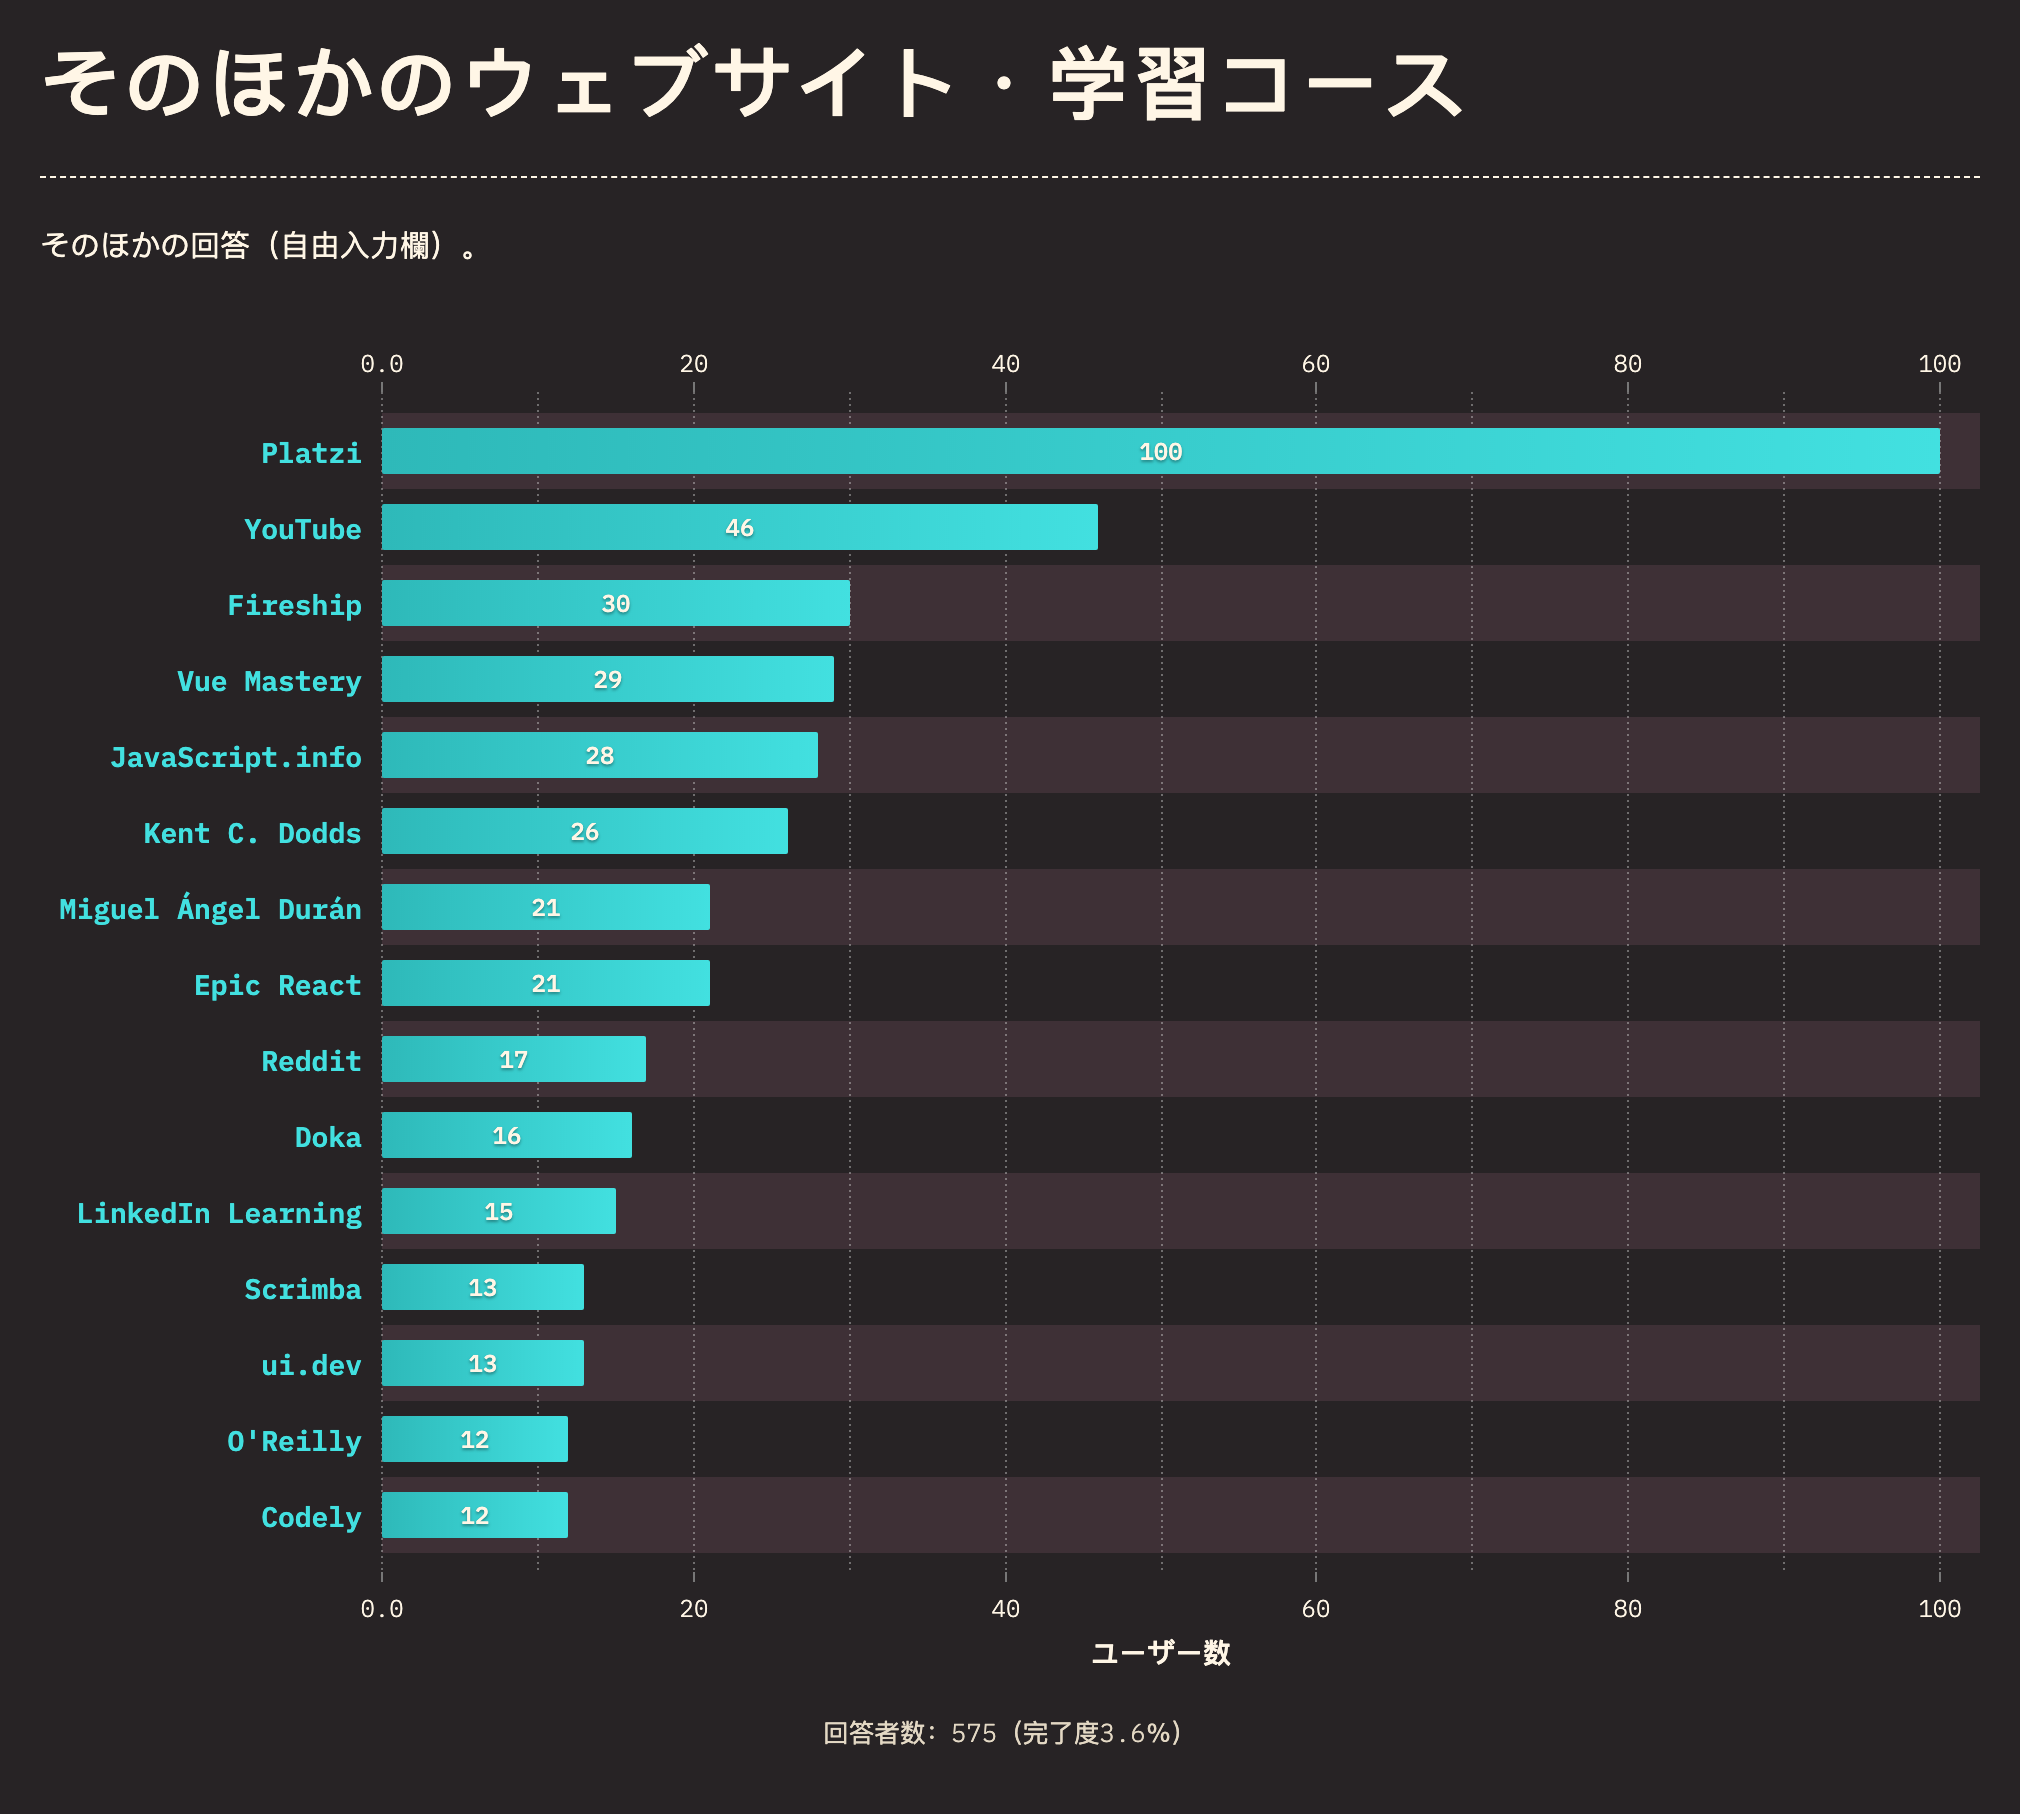 そのほかのウェブサイト・学習コース
そのほかの回答（自由入力欄）。
0.0 20 40 60 80 100
Platzi 100
YouTube 46
Fireship 30
Vue Mastery 29
JavaScript.info 28
Kent C. Dodds 26
Miguel Ángel Durán 21
Epic React 21
Reddit 17
Doka 16
LinkedIn Learning 15
Scrimba 13
ui.dev 13
O'Reilly 12
Codely 12
0.0 20 40 60 80 100
ユーザー数
回答者数: 575（完了度3.6%）